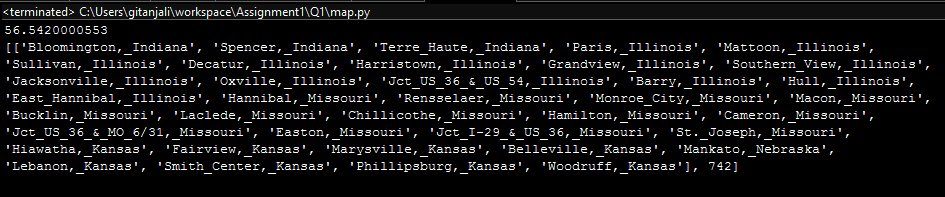 <terminated> C:\Users\gitanjali\workspace\Assignment1\Q1\map.py
56.5420000553
[['Bloomington,_Indiana', 'Spencer,_Indiana', 'Terre_Haute,_Indiana', 'Paris,_Illinois', 'Mattoon,_Illinois',
'Sullivan,_Illinois', 'Decatur,_Illinois', 'Harristown,_Illinois', 'Grandview,_Illinois', 'Southern_View,_Illinois',
'Jacksonville,_Illinois', 'Oxville,_Illinois', 'Jct_US_36_&_US_54,_Illinois', 'Barry,_Illinois', 'Hull,_Illinois',
'East_Hannibal,_Illinois', 'Hannibal,_Missouri', 'Rensselaer,_Missouri', 'Monroe_City,_Missouri', 'Macon,_Missouri',
'Bucklin,_Missouri', 'Laclede,_Missouri', 'Chillicothe,_Missouri', 'Hamilton,_Missouri', 'Cameron,_Missouri',
'Jct_US_36_&_MO_6/31,_Missouri', 'Easton,_Missouri', 'Jct_I-29_&_US_36,_Missouri', 'St._Joseph,_Missouri',
'Hiawatha,_Kansas', 'Fairview,_Kansas', 'Marysville,_Kansas', 'Belleville,_Kansas', 'Mankato,_Nebraska',
'Lebanon,_Kansas', 'Smith_Center,_Kansas', 'Phillipsburg,_Kansas', 'Woodruff,_Kansas'], 742]